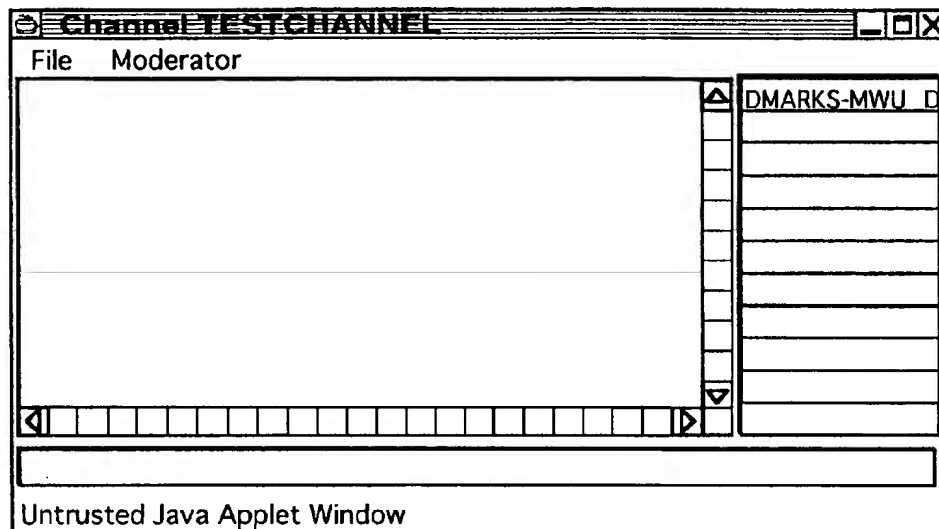 Channel TESTCHANNEL
File Moderator
DMARKS-MWU D
Untrusted Java Applet Window